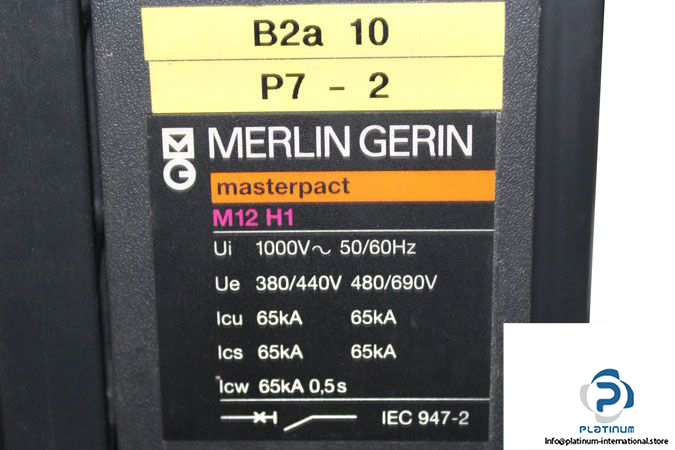 B2a 10
P7 - 2
MG MERLIN GERIN
masterpact
M12 H1
Ui 1000V~ 50/60Hz
Ue 380/440V 480/690V
Icu 65kA 65kA
Ics 65kA 65kA
Icw 65kA 0,5s
IEC 947-2
PLATINUM
Info@platinum-international.store